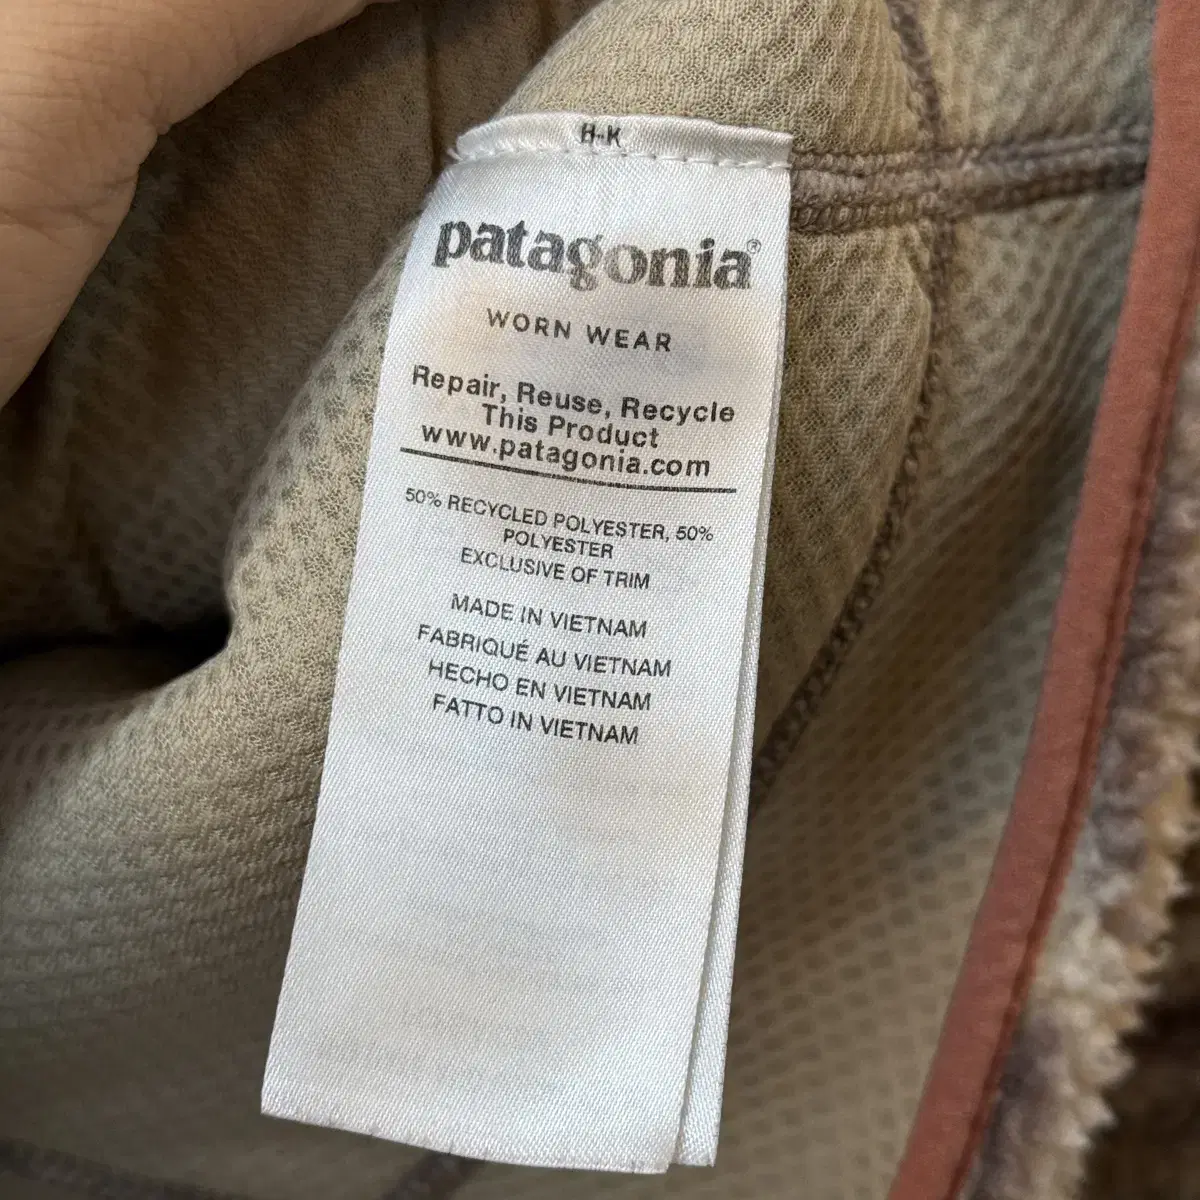 H-K
patagonia®
WORN WEAR
Repair, Reuse, Recycle
This Product
www.patagonia.com
50% RECYCLED POLYESTER, 50%
POLYESTER
EXCLUSIVE OF TRIM
MADE IN VIETNAM
FABRIQUÉ AU VIETNAM
HECHO EN VIETNAM
FATTO IN VIETNAM